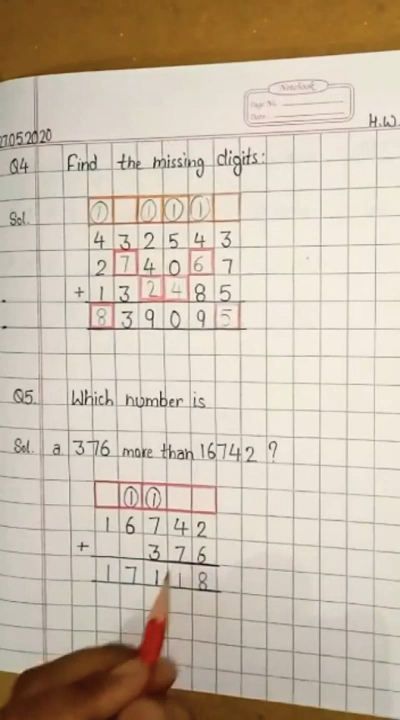 Notebook
Page No.
Date
27052020
H.W.
Q4 Find the missing digits:
Sol. 1 1 1 1
4 3 2 5 4 3
2 7 4 0 6 7
+ 1 3 2 4 8 5
8 3 9 0 9 5
Q5. Which number is
Sol. a 376 more than 16742 ?
1 1
1 6 7 4 2
+ 3 7 6
1 7 1 1 8